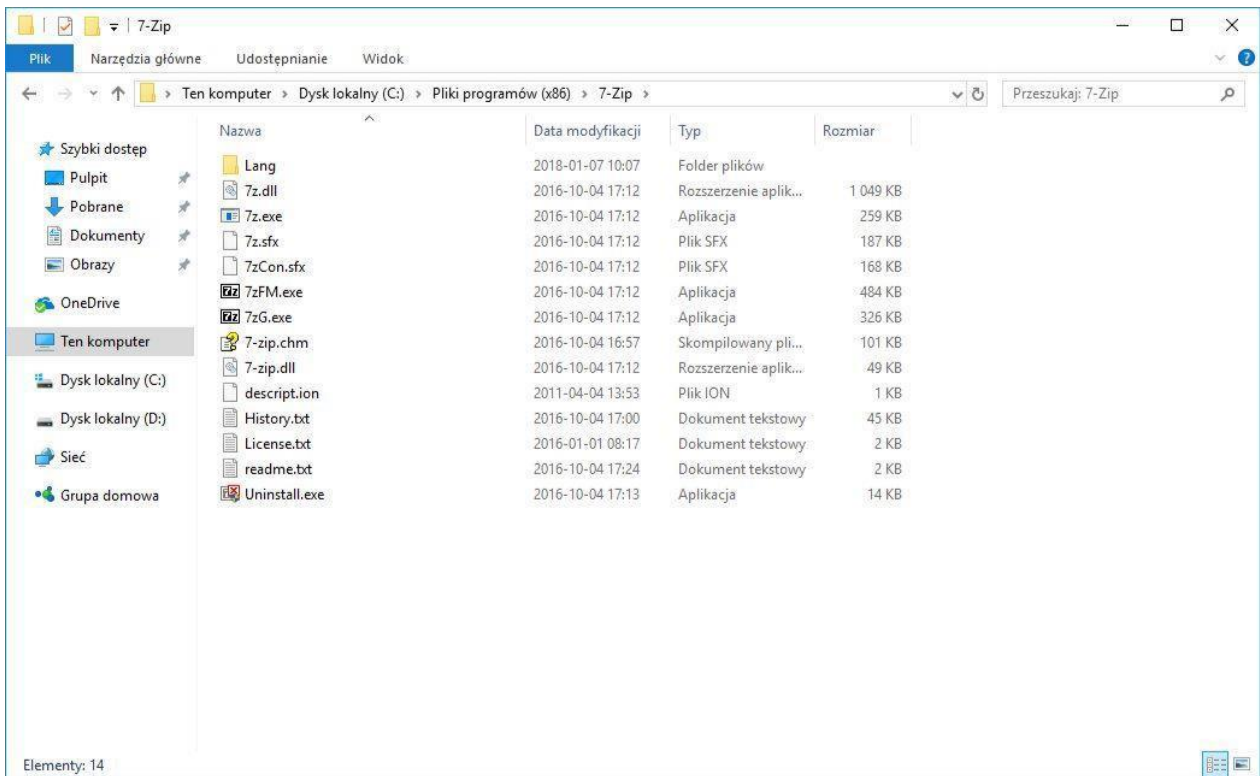 7-Zip
Plik Narzędzia główne Udostępnianie Widok
Ten komputer > Dysk lokalny (C:) > Pliki programów (x86) > 7-Zip > Przeszukaj: 7-Zip
Szybki dostęp
Pulpit
Pobrane
Dokumenty
Obrazy
OneDrive
Ten komputer
Dysk lokalny (C:)
Dysk lokalny (D:)
Sieć
Grupa domowa
Nazwa Data modyfikacji Typ Rozmiar
Lang 2018-01-07 10:07 Folder plików
7z.dll 2016-10-04 17:12 Rozszerzenie aplik... 1 049 KB
7z.exe 2016-10-04 17:12 Aplikacja 259 KB
7z.sfx 2016-10-04 17:12 Plik SFX 187 KB
7zCon.sfx 2016-10-04 17:12 Plik SFX 168 KB
7zFM.exe 2016-10-04 17:12 Aplikacja 484 KB
7zG.exe 2016-10-04 17:12 Aplikacja 326 KB
7-zip.chm 2016-10-04 16:57 Skompilowany pli... 101 KB
7-zip.dll 2016-10-04 17:12 Rozszerzenie aplik... 49 KB
descript.ion 2011-04-04 13:53 Plik ION 1 KB
History.txt 2016-10-04 17:00 Dokument tekstowy 45 KB
License.txt 2016-01-01 08:17 Dokument tekstowy 2 KB
readme.txt 2016-10-04 17:24 Dokument tekstowy 2 KB
Uninstall.exe 2016-10-04 17:13 Aplikacja 14 KB
Elementy: 14